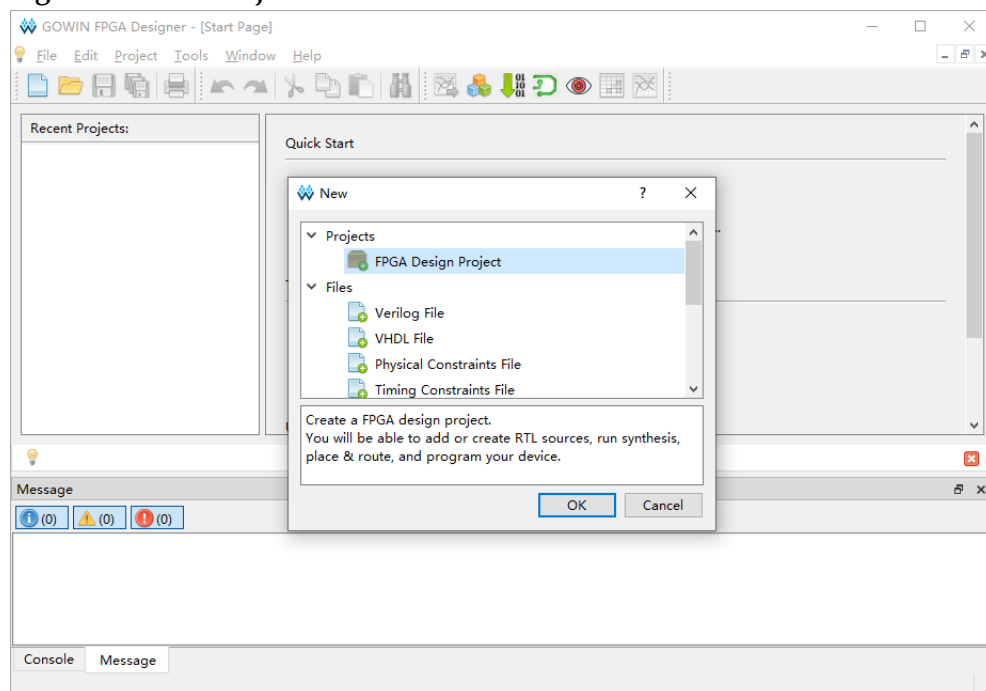 GOWIN FPGA Designer - [Start Page]
File Edit Project Tools Window Help
Recent Projects:
Quick Start
New
Projects
FPGA Design Project
Files
Verilog File
VHDL File
Physical Constraints File
Timing Constraints File
Create a FPGA design project.
You will be able to add or create RTL sources, run synthesis,
place & route, and program your device.
OK Cancel
Message
(0) (0) (0)
Console Message